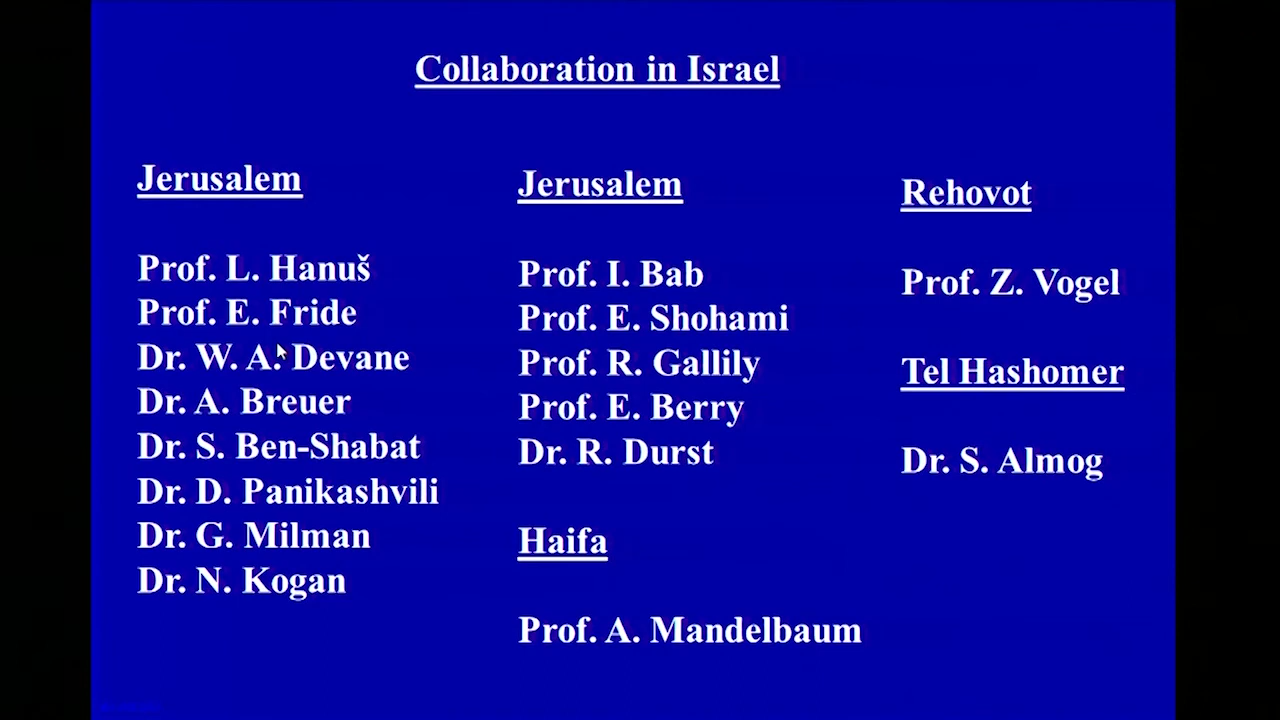 Collaboration in Israel
Jerusalem
Prof. L. Hanuš
Prof. E. Fride
Dr. W. A. Devane
Dr. A. Breuer
Dr. S. Ben-Shabat
Dr. D. Panikashvili
Dr. G. Milman
Dr. N. Kogan
Jerusalem
Prof. I. Bab
Prof. E. Shohami
Prof. R. Gallily
Prof. E. Berry
Dr. R. Durst
Haifa
Prof. A. Mandelbaum
Rehovot
Prof. Z. Vogel
Tel Hashomer
Dr. S. Almog